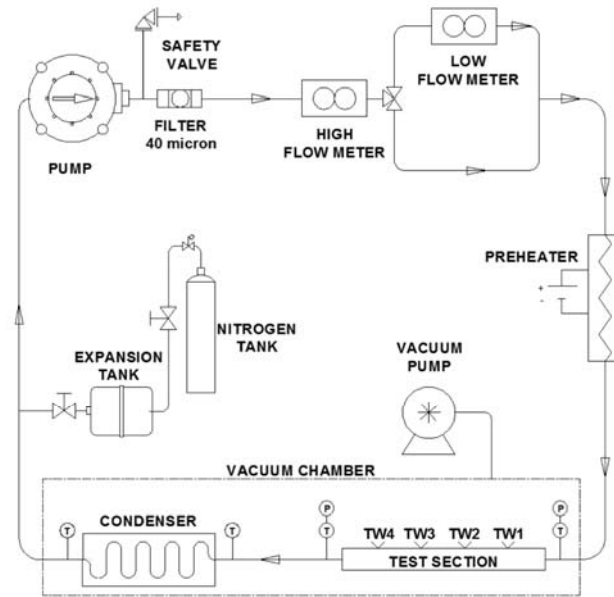 SAFETY
VALVE
LOW
FLOW METER
FILTER
40 micron
HIGH
FLOW METER
PUMP
PREHEATER
+
-
NITROGEN
TANK
EXPANSION
TANK
VACUUM
PUMP
VACUUM CHAMBER
CONDENSER
P
P
TW4 TW3 TW2 TW1
T
T
T
T
TEST SECTION